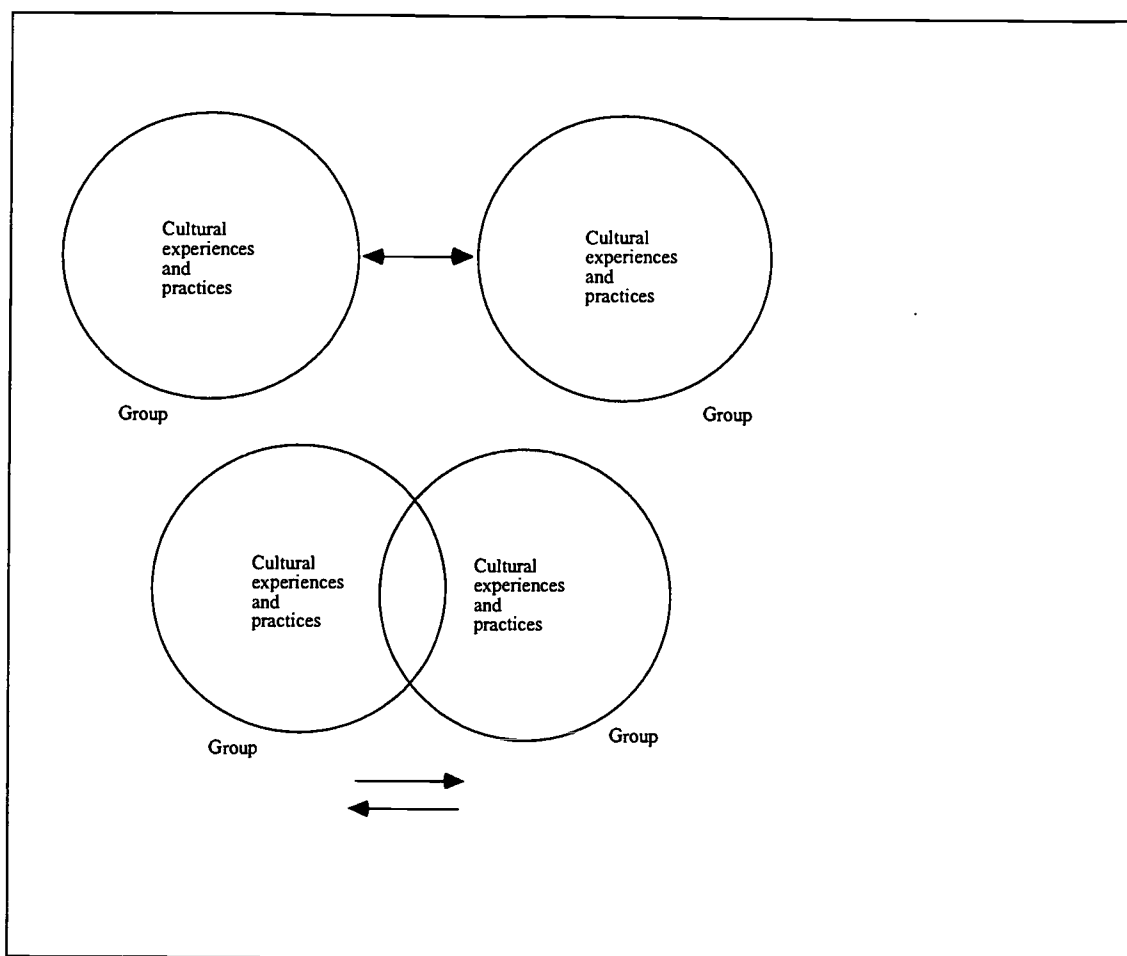 Cultural
experiences
and
practices
Cultural
experiences
and
practices
Group
Group
Cultural
experiences
and
practices
Cultural
experiences
and
practices
Group
Group